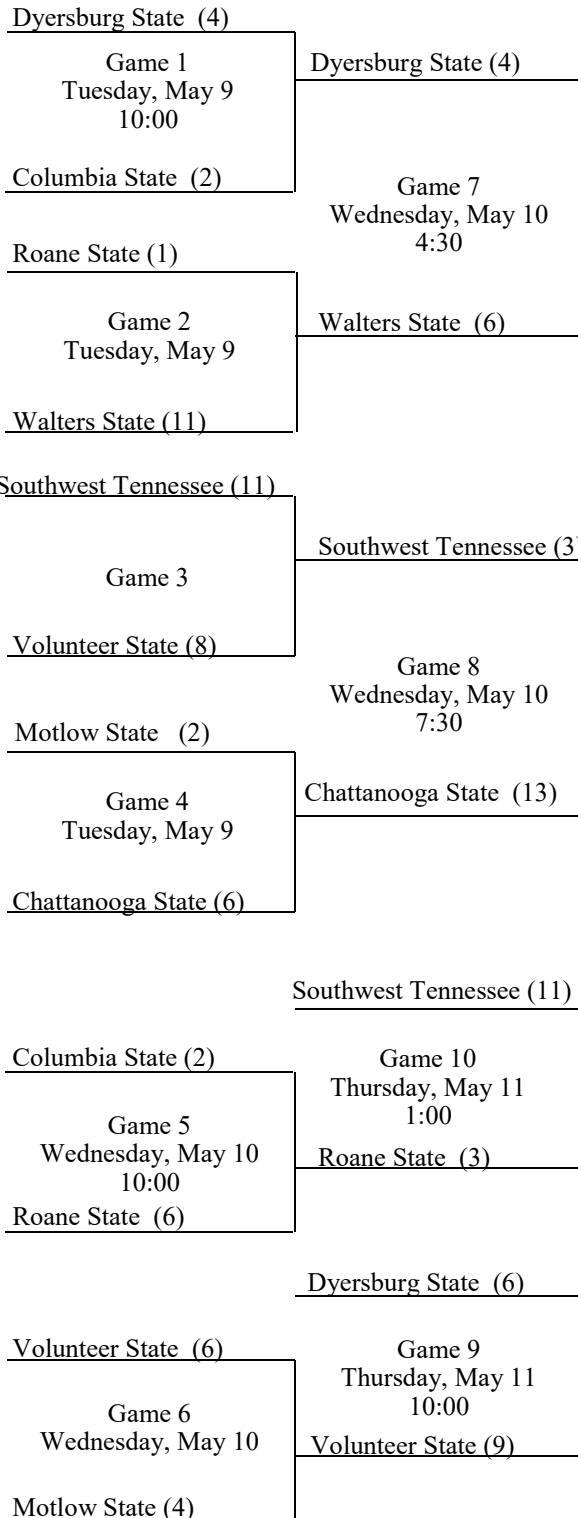 Dyersburg State (4)
Game 1
Tuesday, May 9
10:00
Columbia State (2)
Dyersburg State (4)
Game 7
Wednesday, May 10
4:30
Roane State (1)
Game 2
Tuesday, May 9
Walters State (11)
Walters State (6)
Southwest Tennessee (11)
Game 3
Volunteer State (8)
Southwest Tennessee (3)
Game 8
Wednesday, May 10
7:30
Motlow State (2)
Game 4
Tuesday, May 9
Chattanooga State (6)
Chattanooga State (13)
Southwest Tennessee (11)
Game 10
Thursday, May 11
1:00
Roane State (3)
Columbia State (2)
Game 5
Wednesday, May 10
10:00
Roane State (6)
Dyersburg State (6)
Game 9
Thursday, May 11
10:00
Volunteer State (9)
Volunteer State (6)
Game 6
Wednesday, May 10
Motlow State (4)